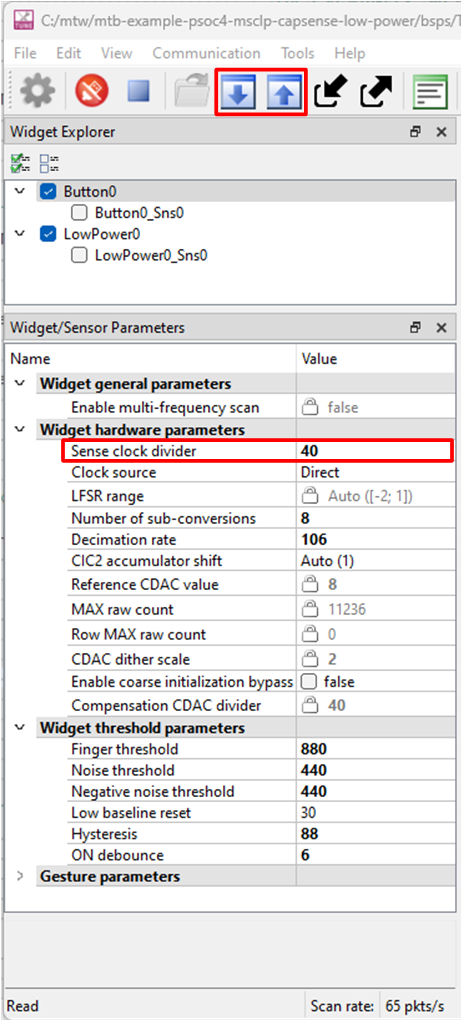 C:/mtw/mtb-example-psoc4-msclp-capsense-low-power/bsps/T
File Edit View Communication Tools Help
Widget Explorer
Button0
Button0_Sns0
LowPower0
LowPower0_Sns0
Widget/Sensor Parameters
Name Value
Widget general parameters
Enable multi-frequency scan false
Widget hardware parameters
Sense clock divider 40
Clock source Direct
LFSR range Auto ([-2; 1])
Number of sub-conversions 8
Decimation rate 106
CIC2 accumulator shift Auto (1)
Reference CDAC value 8
MAX raw count 11236
Row MAX raw count 0
CDAC dither scale 2
Enable coarse initialization bypass false
Compensation CDAC divider 40
Widget threshold parameters
Finger threshold 880
Noise threshold 440
Negative noise threshold 440
Low baseline reset 30
Hysteresis 88
ON debounce 6
Gesture parameters
Read Scan rate: 65 pkts/s